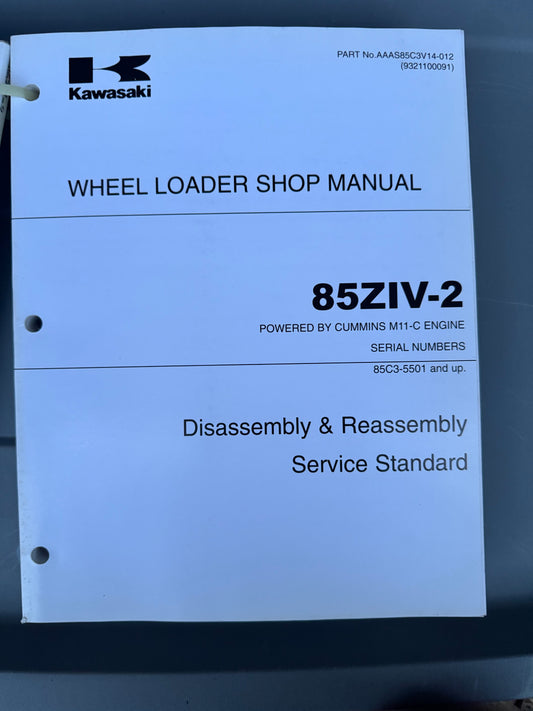 PART No.AAAS85C3V14-012
(9321100091)
Kawasaki
WHEEL LOADER SHOP MANUAL
85ZIV-2
POWERED BY CUMMINS M11-C ENGINE
SERIAL NUMBERS
85C3-5501 and up.
Disassembly & Reassembly
Service Standard